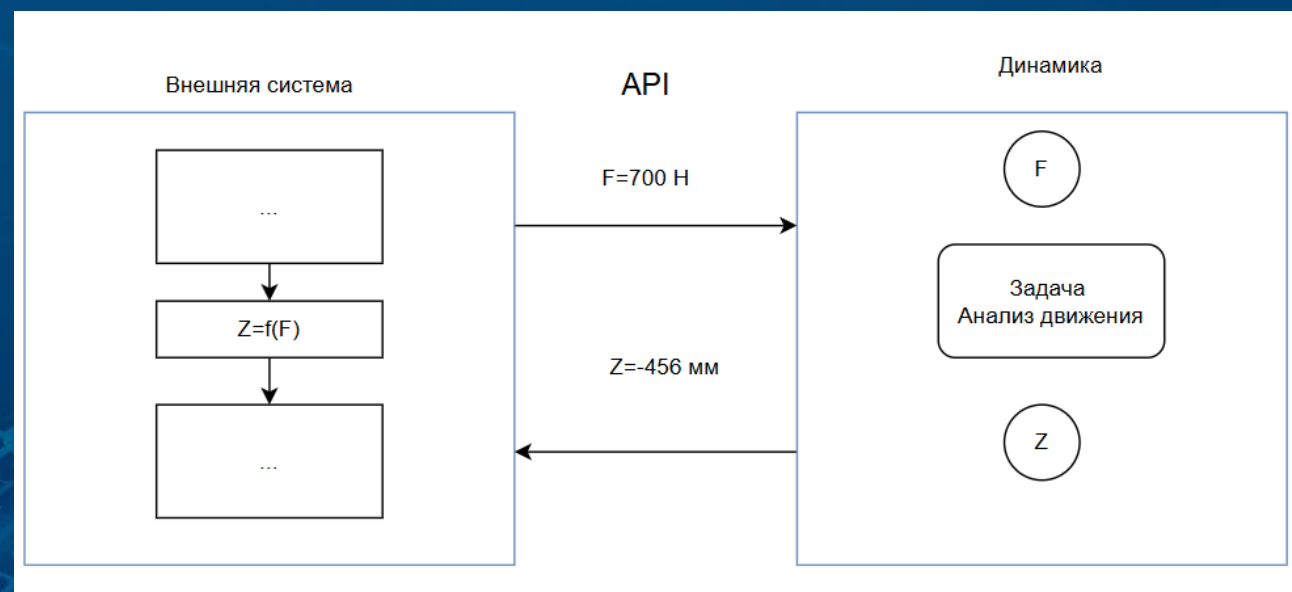 Внешняя система
API
Динамика
...
Z=f(F)
...
F=700 Н
Z=-456 мм
F
Задача
Анализ движения
Z